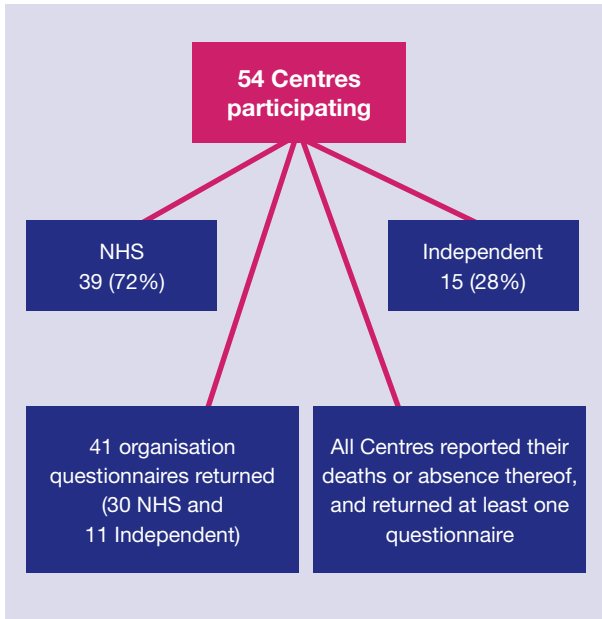 54 Centres
participating
NHS
39 (72%)
Independent
15 (28%)
41 organisation
questionnaires returned
(30 NHS and
11 Independent)
All Centres reported their
deaths or absence thereof,
and returned at least one
questionnaire